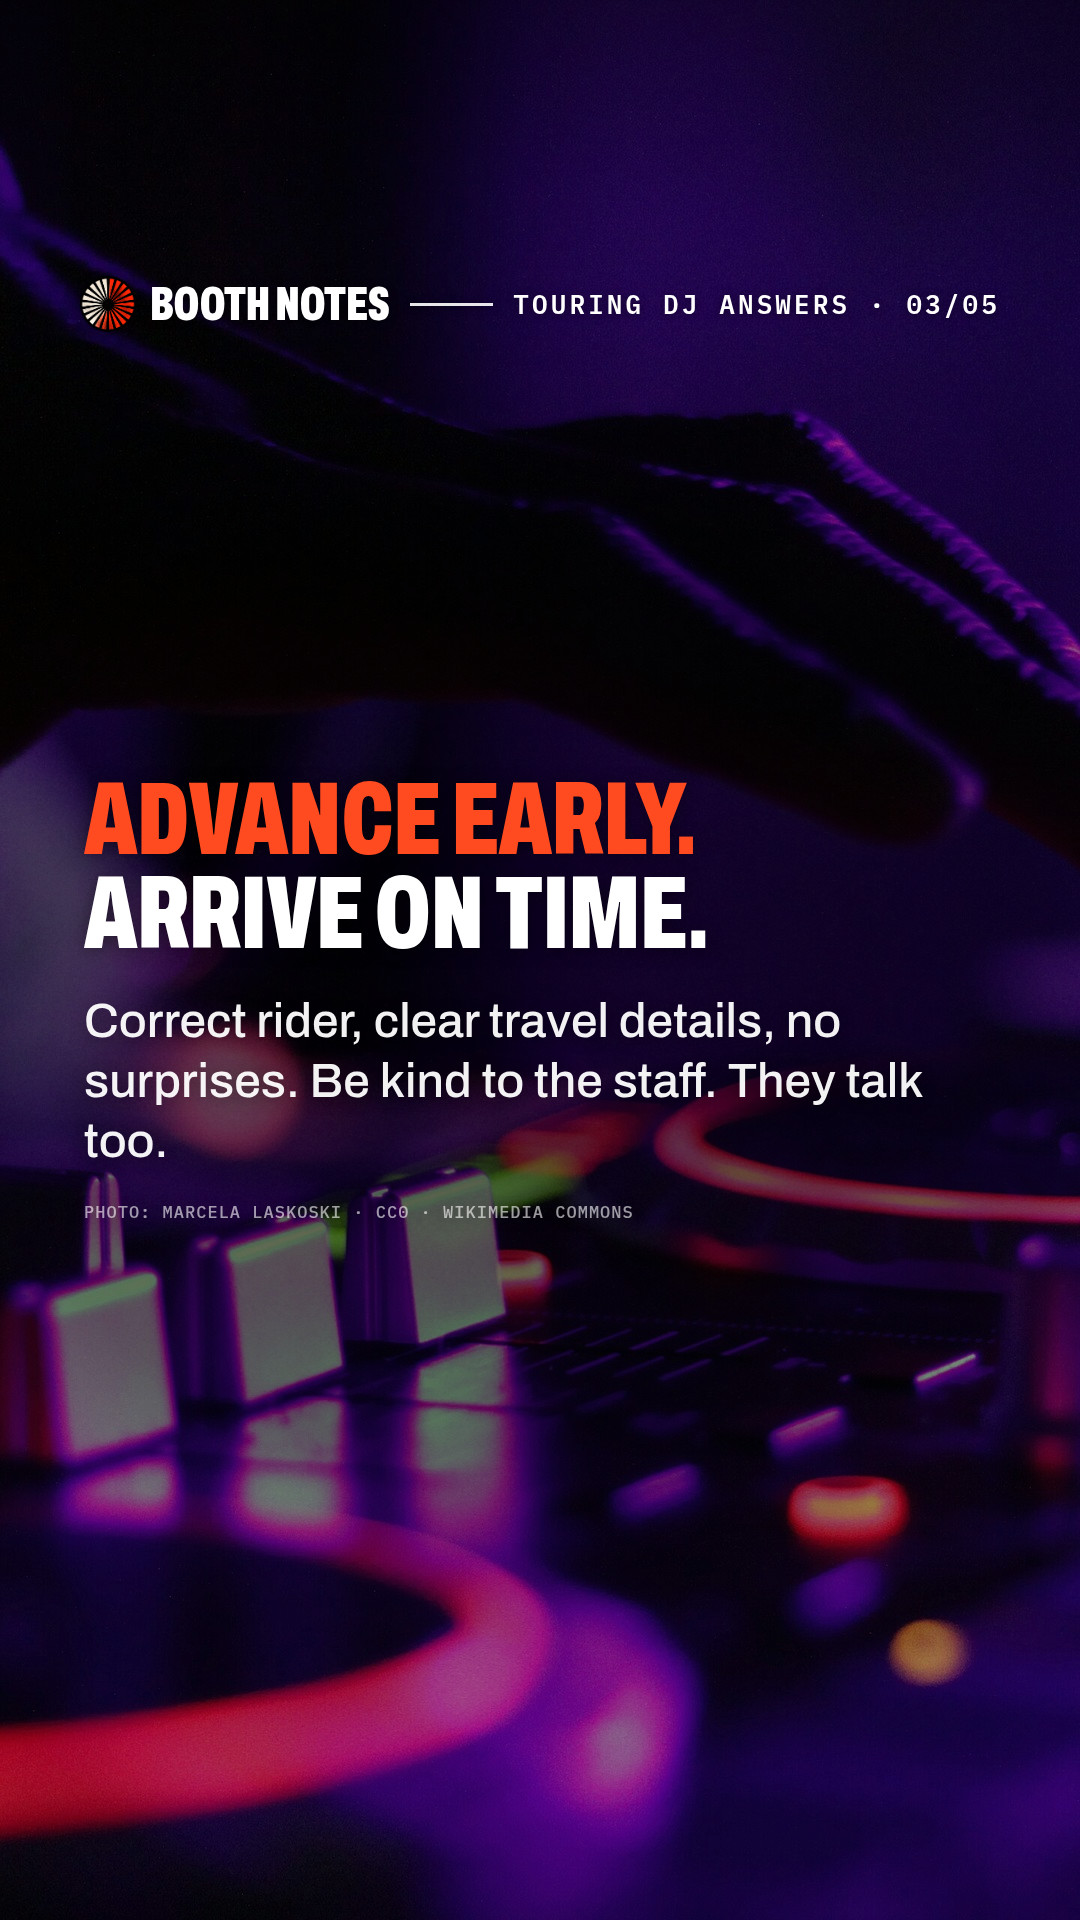 BOOTH NOTES — TOURING DJ ANSWERS · 03/05
ADVANCE EARLY.
ARRIVE ON TIME.
Correct rider, clear travel details, no
surprises. Be kind to the staff. They talk
too.
PHOTO: MARCELA LASKOSKI · CC0 · WIKIMEDIA COMMONS